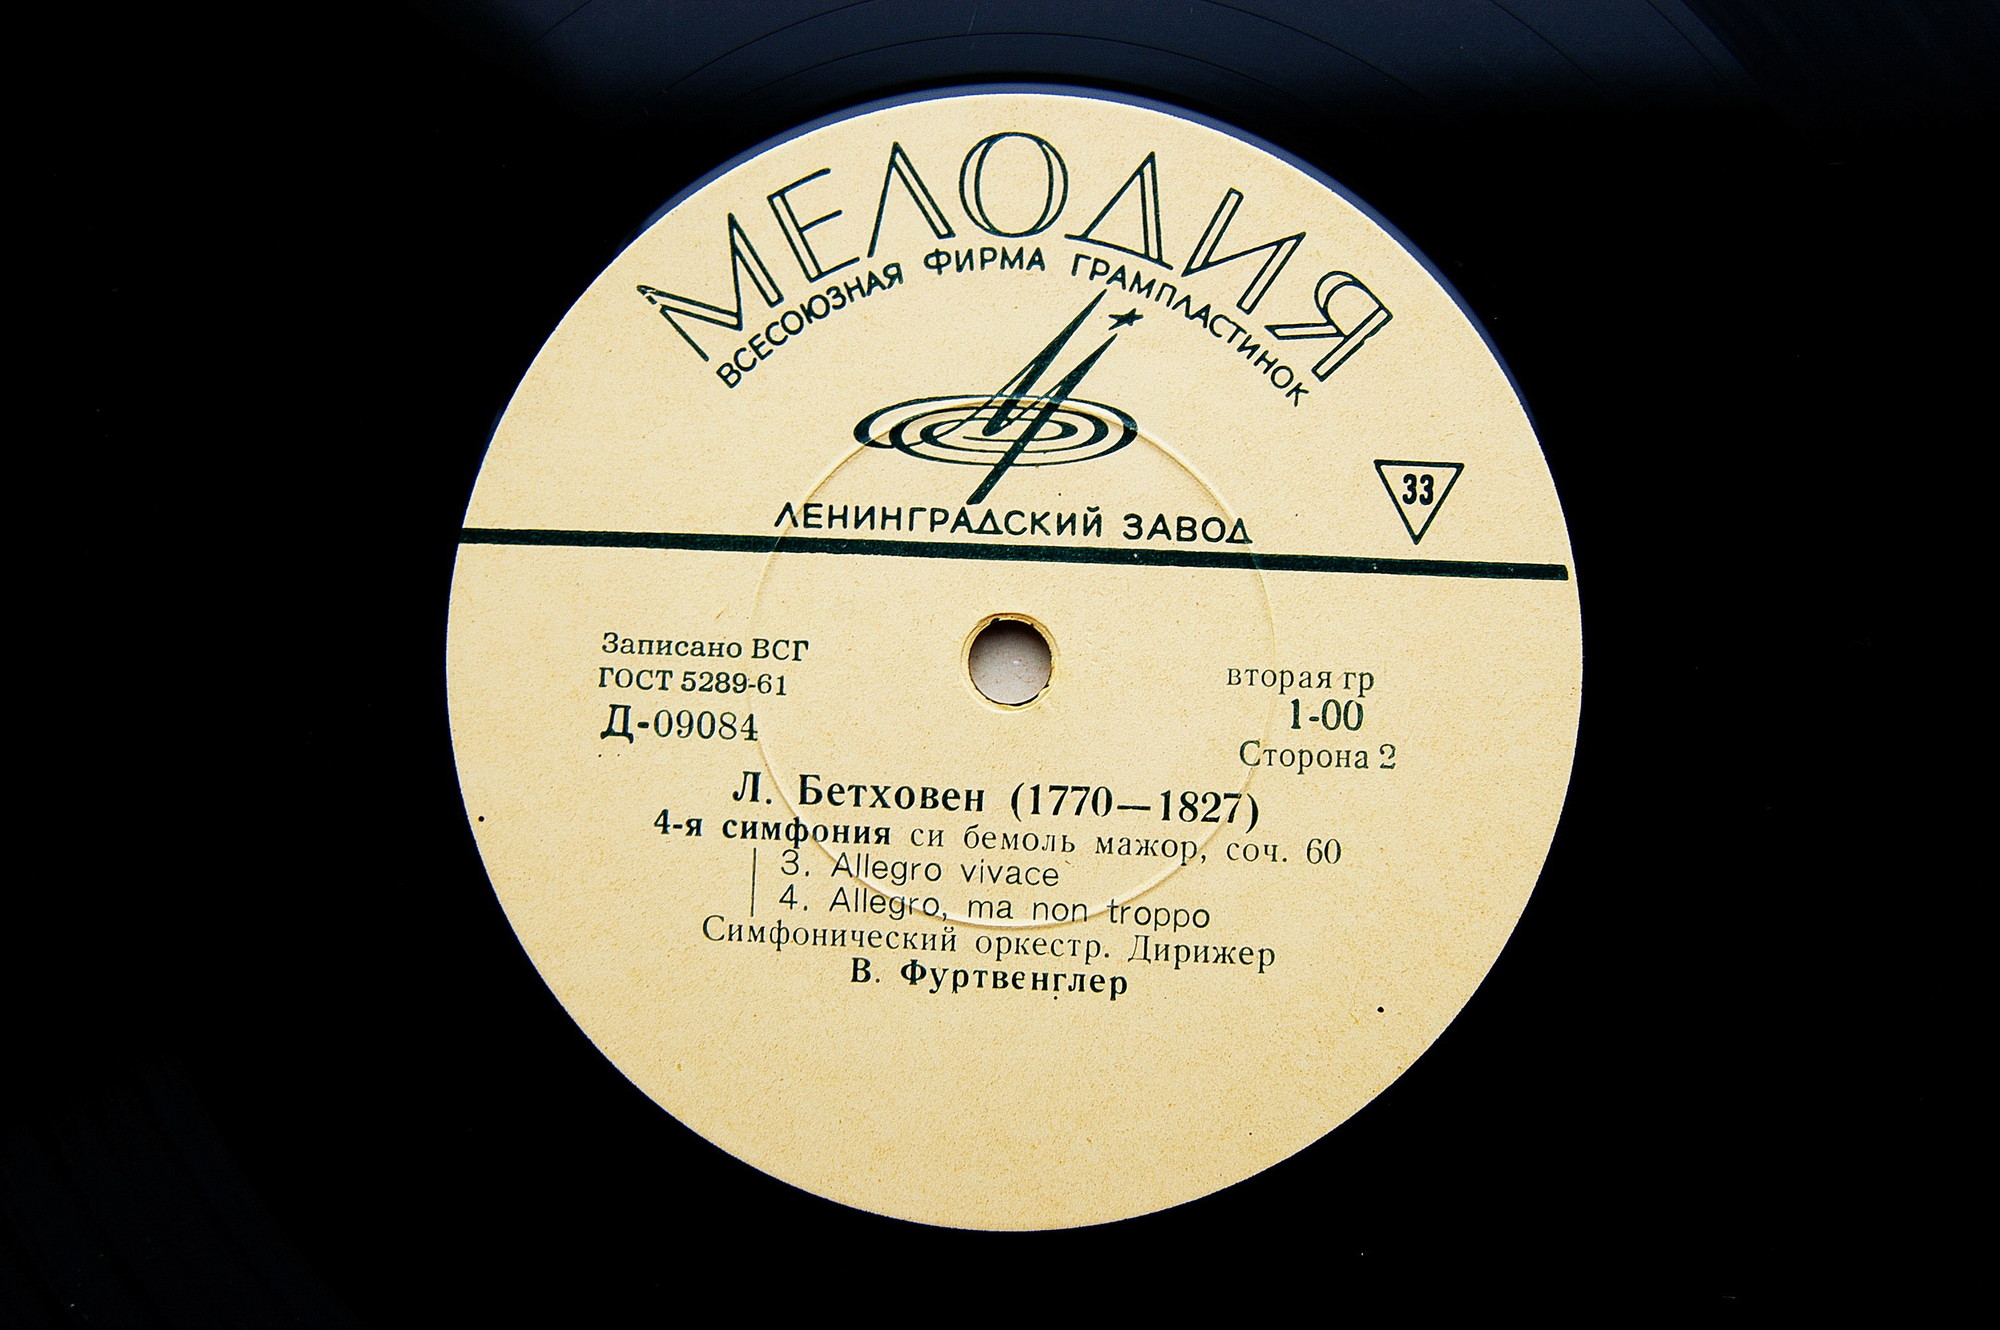 МЕЛОДИЯ
ВСЕСОЮЗНАЯ ФИРМА ГРАМПЛАСТИНОК
33
ЛЕНИНГРАДСКИЙ ЗАВОД
Записано ВСГ
ГОСТ 5289-61
Д-09084
вторая гр
1-00
Сторона 2
Л. Бетховен (1770—1827)
4-я симфония си бемоль мажор, соч. 60
3. Allegro vivace
4. Allegro, ma non troppo
Симфонический оркестр. Дирижер
В. Фуртвенглер